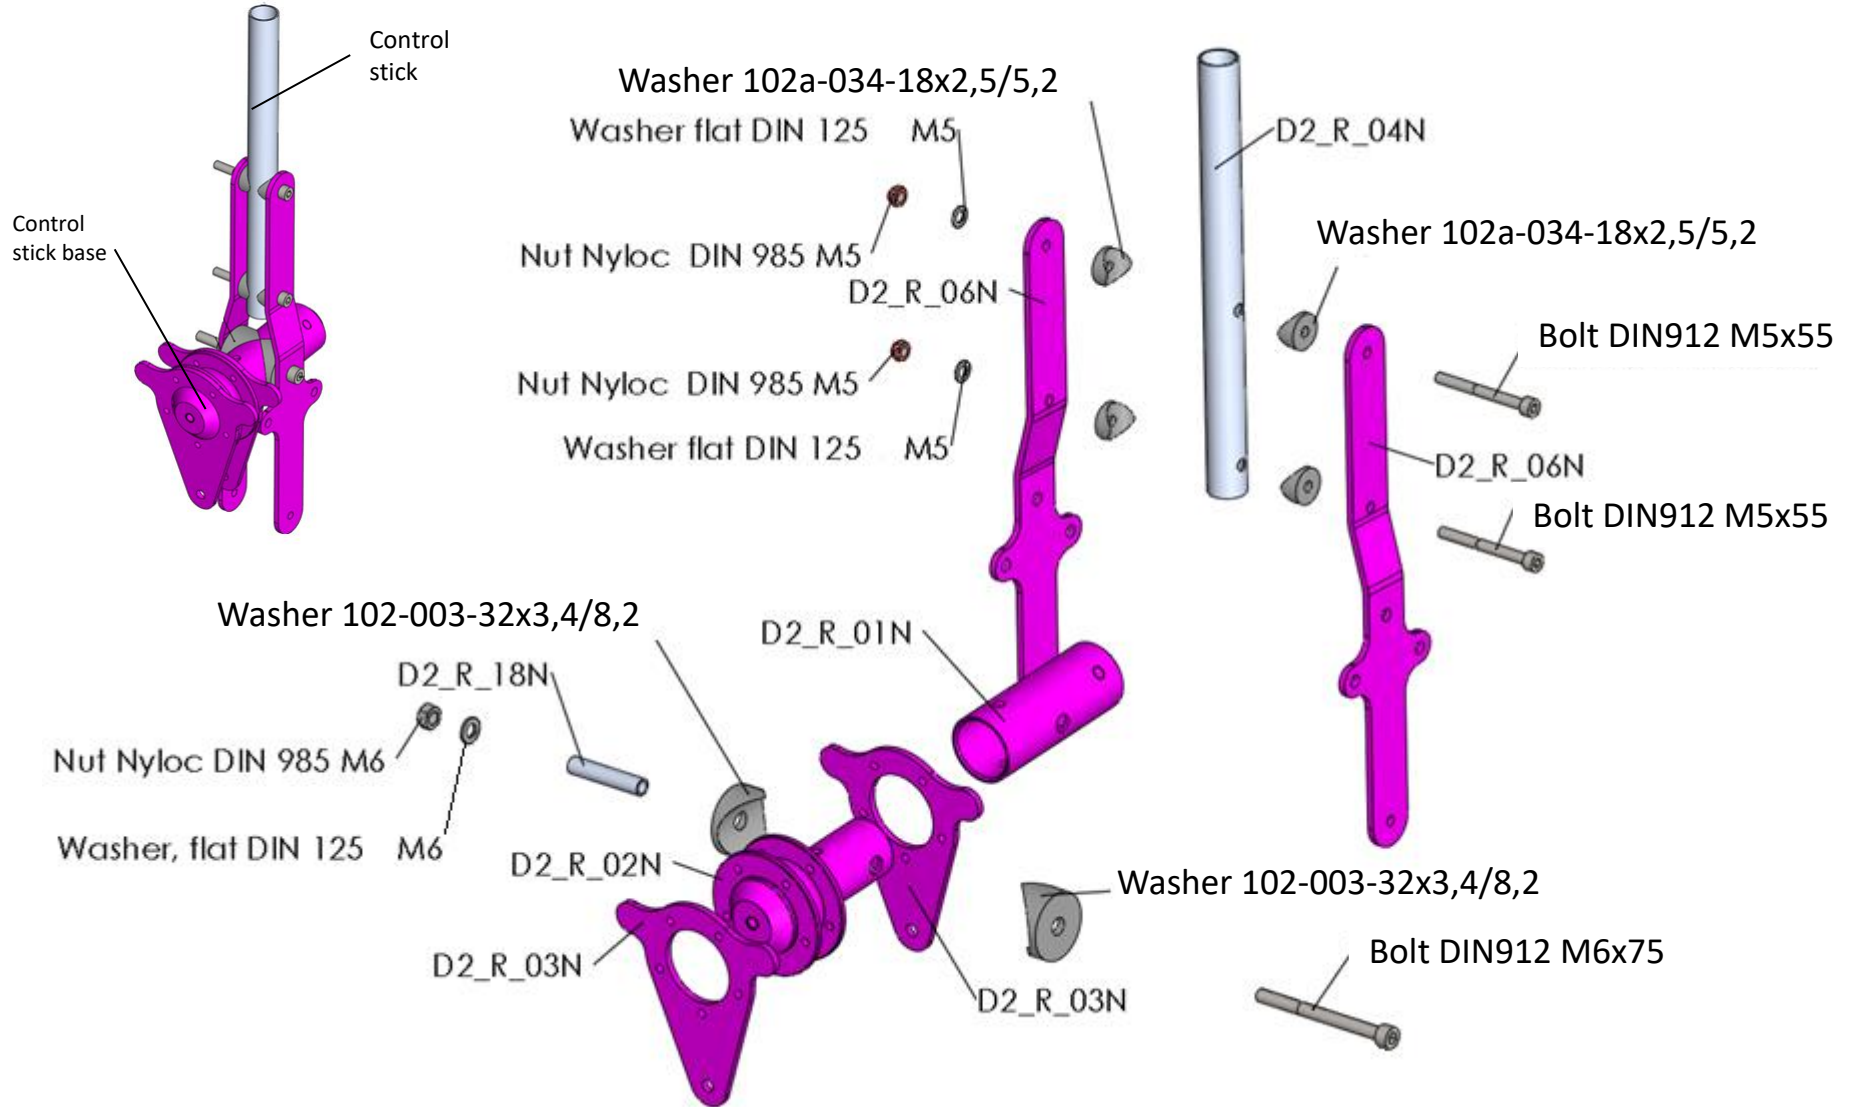 Control
stick
Washer 102a-034-18x2,5/5,2
Washer flat DIN 125 M5
D2_R_04N
Control
stick base
Nut Nyloc DIN 985 M5
Washer 102a-034-18x2,5/5,2
D2_R_06N
Bolt DIN912 M5x55
Nut Nyloc DIN 985 M5
Washer flat DIN 125 M5
D2_R_06N
Bolt DIN912 M5x55
Washer 102-003-32x3,4/8,2
D2_R_01N
D2_R_18N
Nut Nyloc DIN 985 M6
Washer, flat DIN 125 M6
D2_R_02N
Washer 102-003-32x3,4/8,2
D2_R_03N
Bolt DIN912 M6x75
D2_R_03N